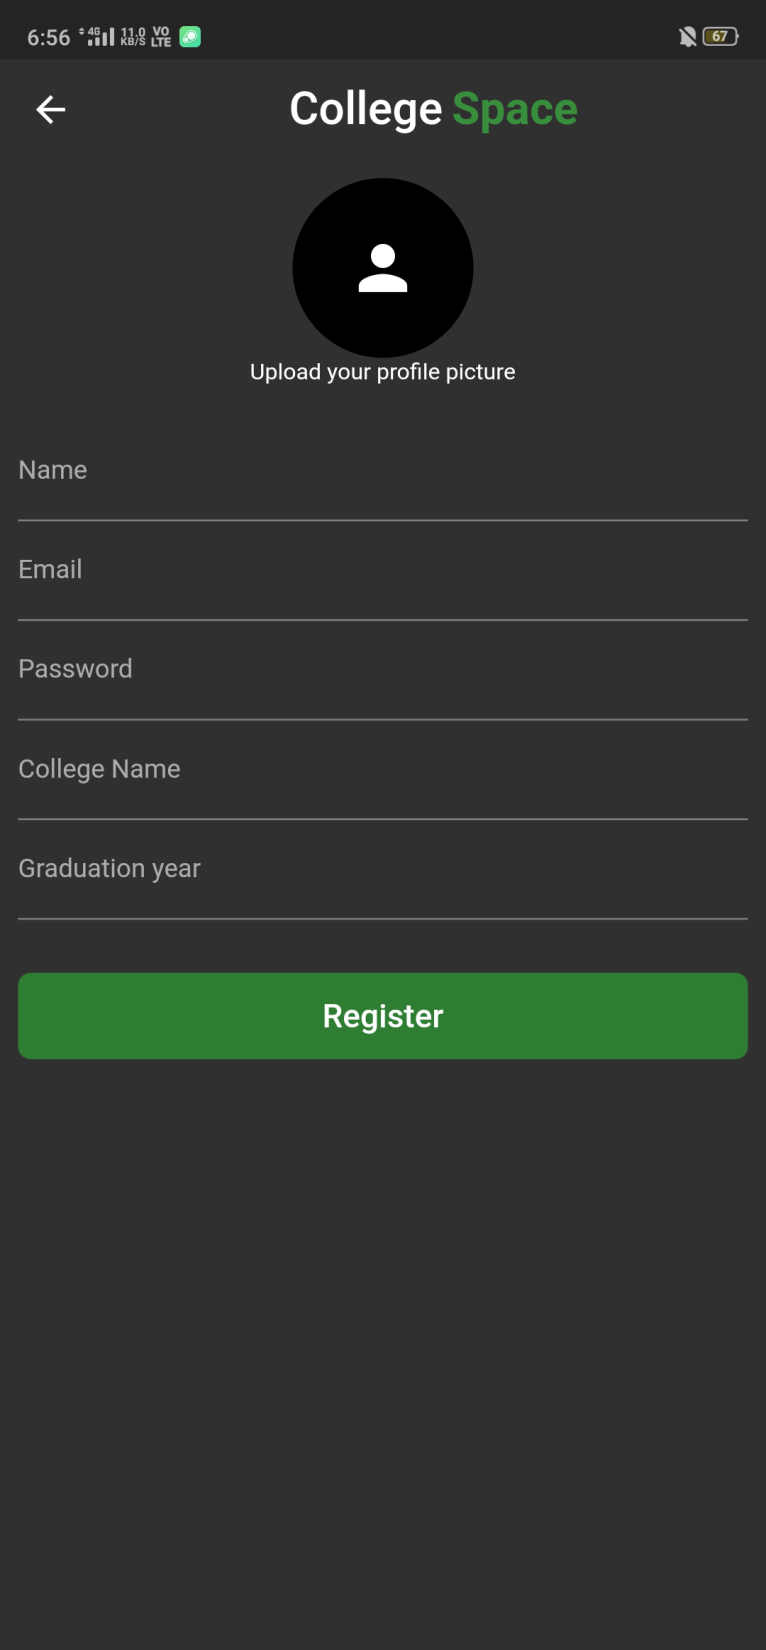 6:56 4G 11.0 KB/S VO LTE 67
College Space
Upload your profile picture
Name
Email
Password
College Name
Graduation year
Register